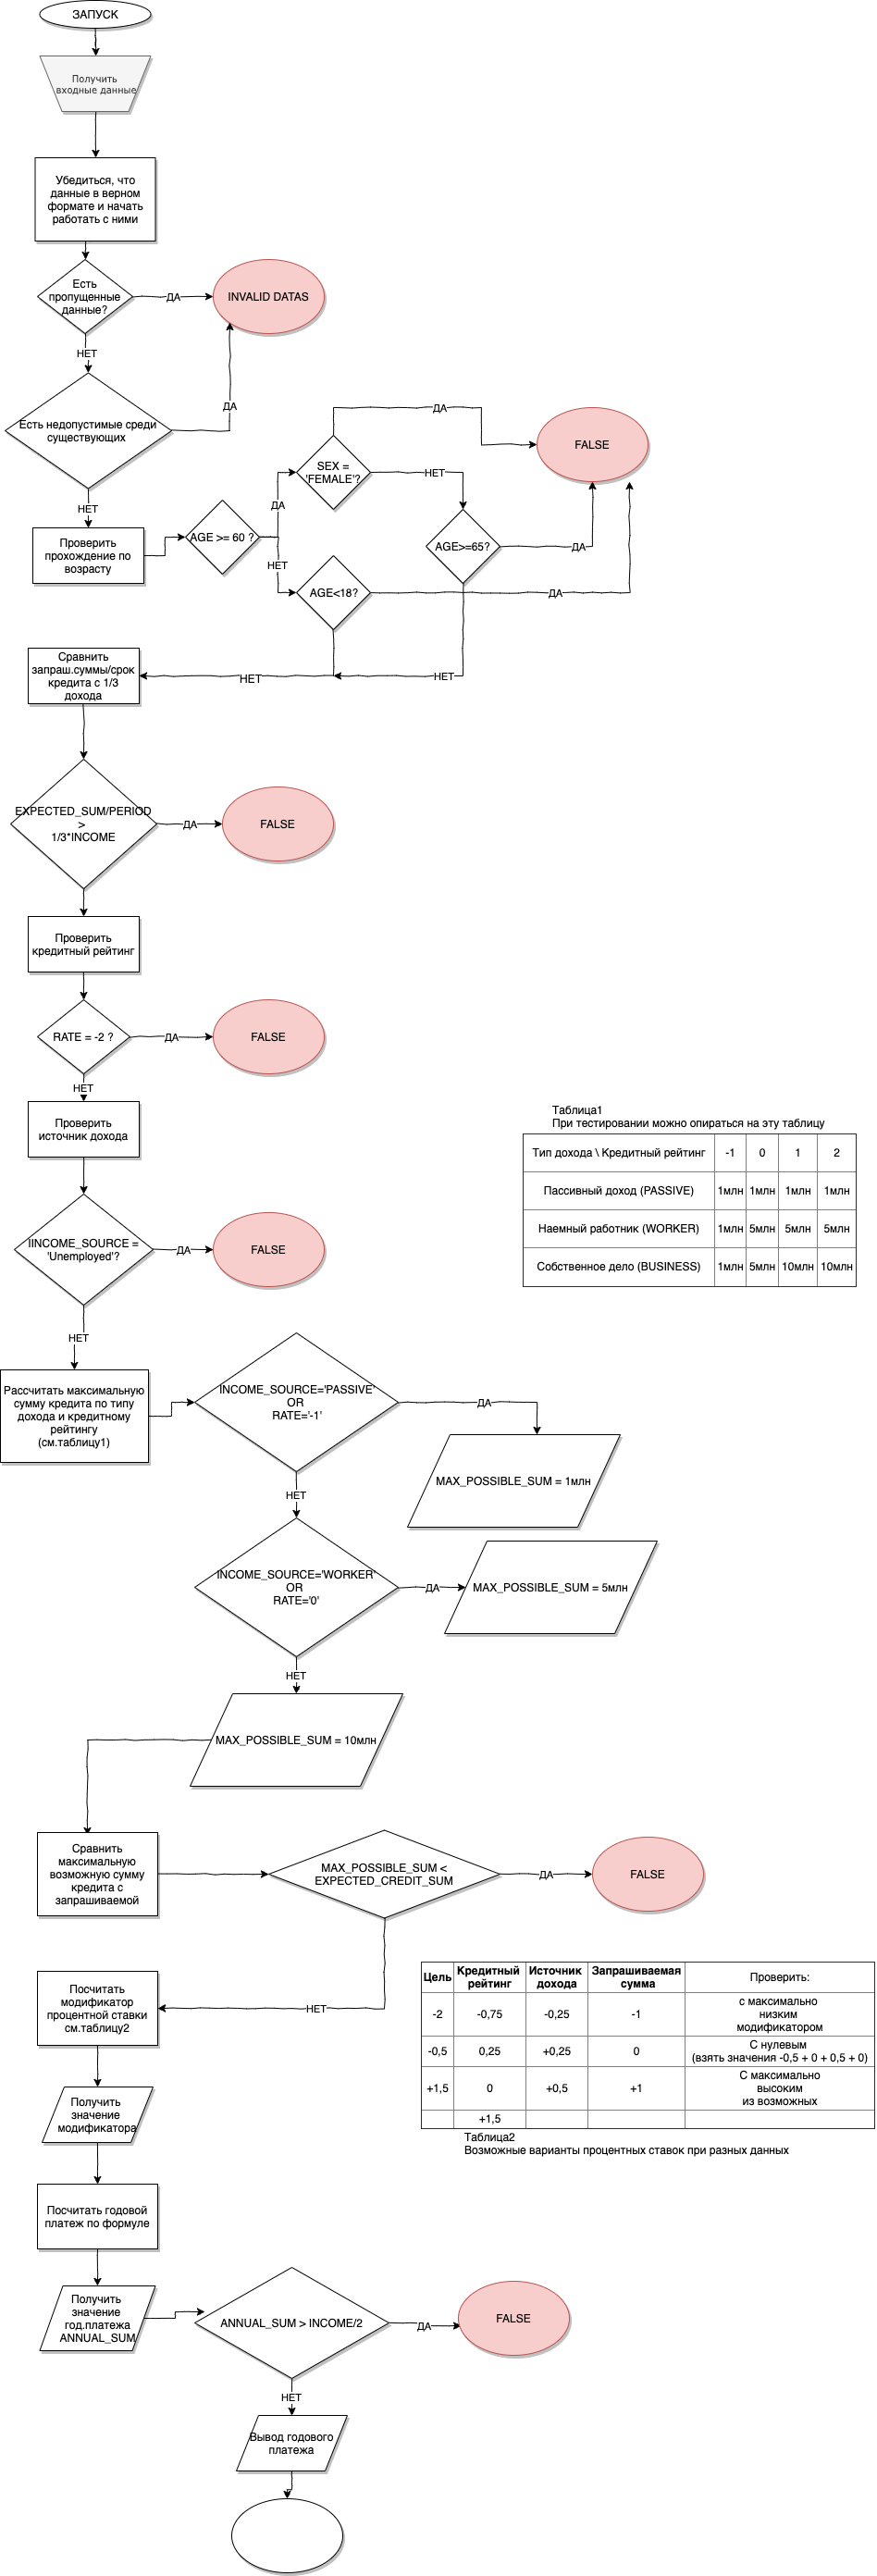 ЗАПУСК
Получить
входные данные
Убедиться, что
данные в верном
формате и начать
работать с ними
Есть
пропущенные
данные?
ДА
INVALID DATAS
НЕТ
Есть недопустимые среди
существующих
ДА
НЕТ
Проверить
прохождение по
возрасту
AGE >= 60 ?
ДА
НЕТ
SEX =
'FEMALE'?
ДА
НЕТ
FALSE
AGE>=65?
ДА
AGE<18?
ДА
НЕТ
НЕТ
Сравнить
запраш.суммы/срок
кредита с 1/3
дохода
EXPECTED_SUM/PERIOD
>
1/3*INCOME
ДА
FALSE
Проверить
кредитный рейтинг
RATE = -2 ?
ДА
FALSE
НЕТ
Проверить
источник дохода
IINCOME_SOURCE =
'Unemployed'?
ДА
FALSE
НЕТ
Таблица1
При тестировании можно опираться на эту таблицу
Тип дохода \ Кредитный рейтинг -1 0 1 2
Пассивный доход (PASSIVE) 1млн 1млн 1млн 1млн
Наемный работник (WORKER) 1млн 5млн 5млн 5млн
Собственное дело (BUSINESS) 1млн 5млн 10млн 10млн
Рассчитать максимальную
сумму кредита по типу
дохода и кредитному
рейтингу
(см.таблицу1)
INCOME_SOURCE='PASSIVE'
OR
RATE='-1'
ДА
MAX_POSSIBLE_SUM = 1млн
НЕТ
INCOME_SOURCE='WORKER'
OR
RATE='0'
ДА
MAX_POSSIBLE_SUM = 5млн
НЕТ
MAX_POSSIBLE_SUM = 10млн
Сравнить
максимальную
возможную сумму
кредита с
запрашиваемой
MAX_POSSIBLE_SUM <
EXPECTED_CREDIT_SUM
ДА
FALSE
НЕТ
Посчитать
модификатор
процентной ставки
см.таблицу2
Цель Кредитный рейтинг Источник дохода Запрашиваемая сумма Проверить:
-2 -0,75 -0,25 -1 с максимально
низким
модификатором
-0,5 0,25 +0,25 0 С нулевым
(взять значения -0,5 + 0 + 0,5 + 0)
+1,5 0 +0,5 +1 С максимально
высоким
из возможных
+1,5
Таблица2
Возможные варианты процентных ставок при разных данных
Получить
значение
модификатора
Посчитать годовой
платеж по формуле
Получить
значение
год.платежа
ANNUAL_SUM
ANNUAL_SUM > INCOME/2
ДА
FALSE
НЕТ
Вывод годового
платежа